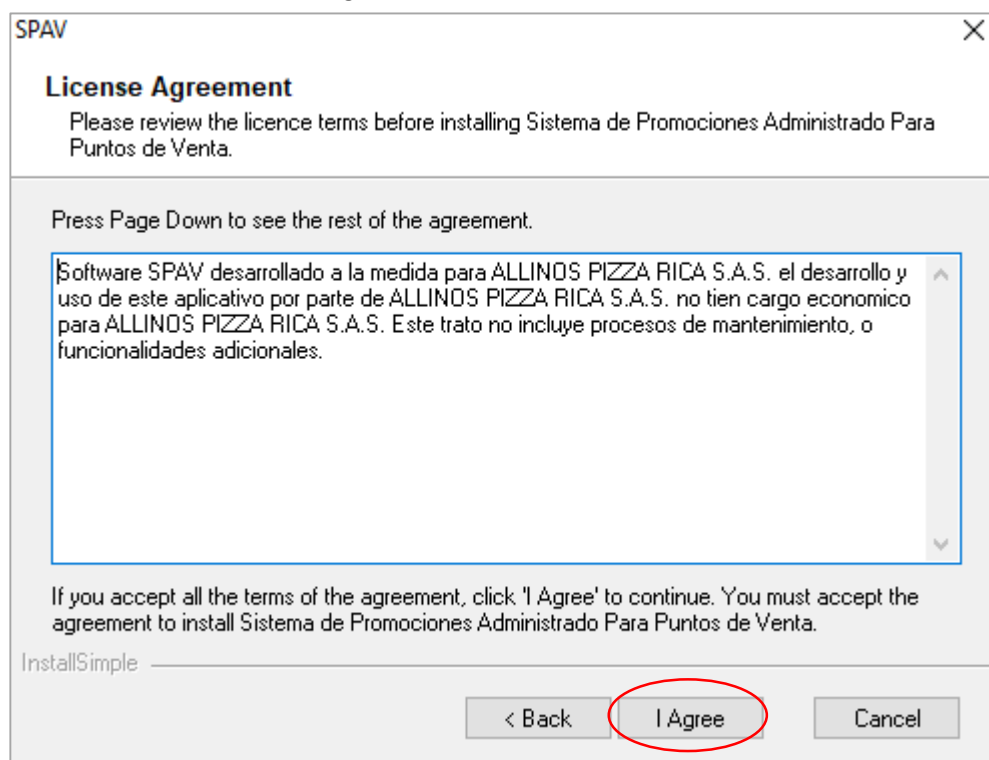 SPAV
License Agreement
Please review the licence terms before installing Sistema de Promociones Administrado Para
Puntos de Venta.
Press Page Down to see the rest of the agreement.
Software SPAV desarrollado a la medida para ALLINOS PIZZA RICA S.A.S. el desarrollo y
uso de este aplicativo por parte de ALLINOS PIZZA RICA S.A.S. no tien cargo economico
para ALLINOS PIZZA RICA S.A.S. Este trato no incluye procesos de mantenimiento, o
funcionalidades adicionales.
If you accept all the terms of the agreement, click 'I Agree' to continue. You must accept the
agreement to install Sistema de Promociones Administrado Para Puntos de Venta.
InstallSimple
< Back I Agree Cancel